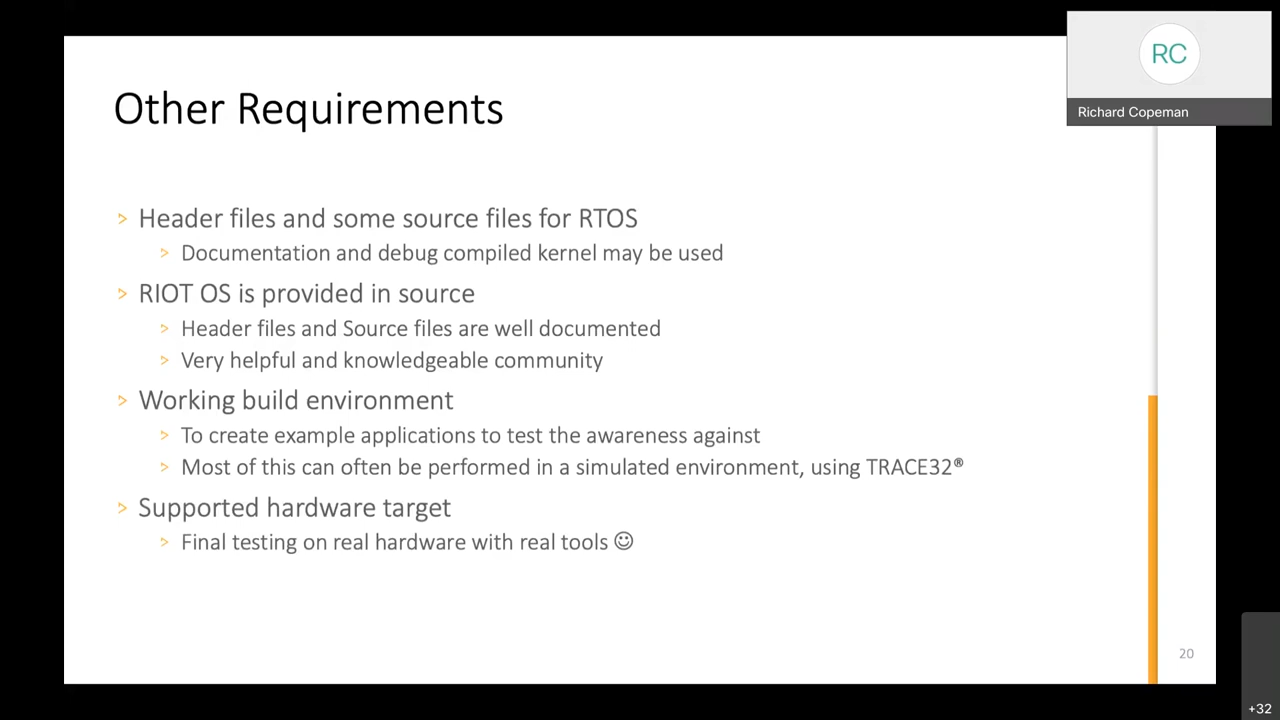 RC
Richard Copeman
Other Requirements
Header files and some source files for RTOS
Documentation and debug compiled kernel may be used
RIOT OS is provided in source
Header files and Source files are well documented
Very helpful and knowledgeable community
Working build environment
To create example applications to test the awareness against
Most of this can often be performed in a simulated environment, using TRACE32®
Supported hardware target
Final testing on real hardware with real tools ☺
20
+32